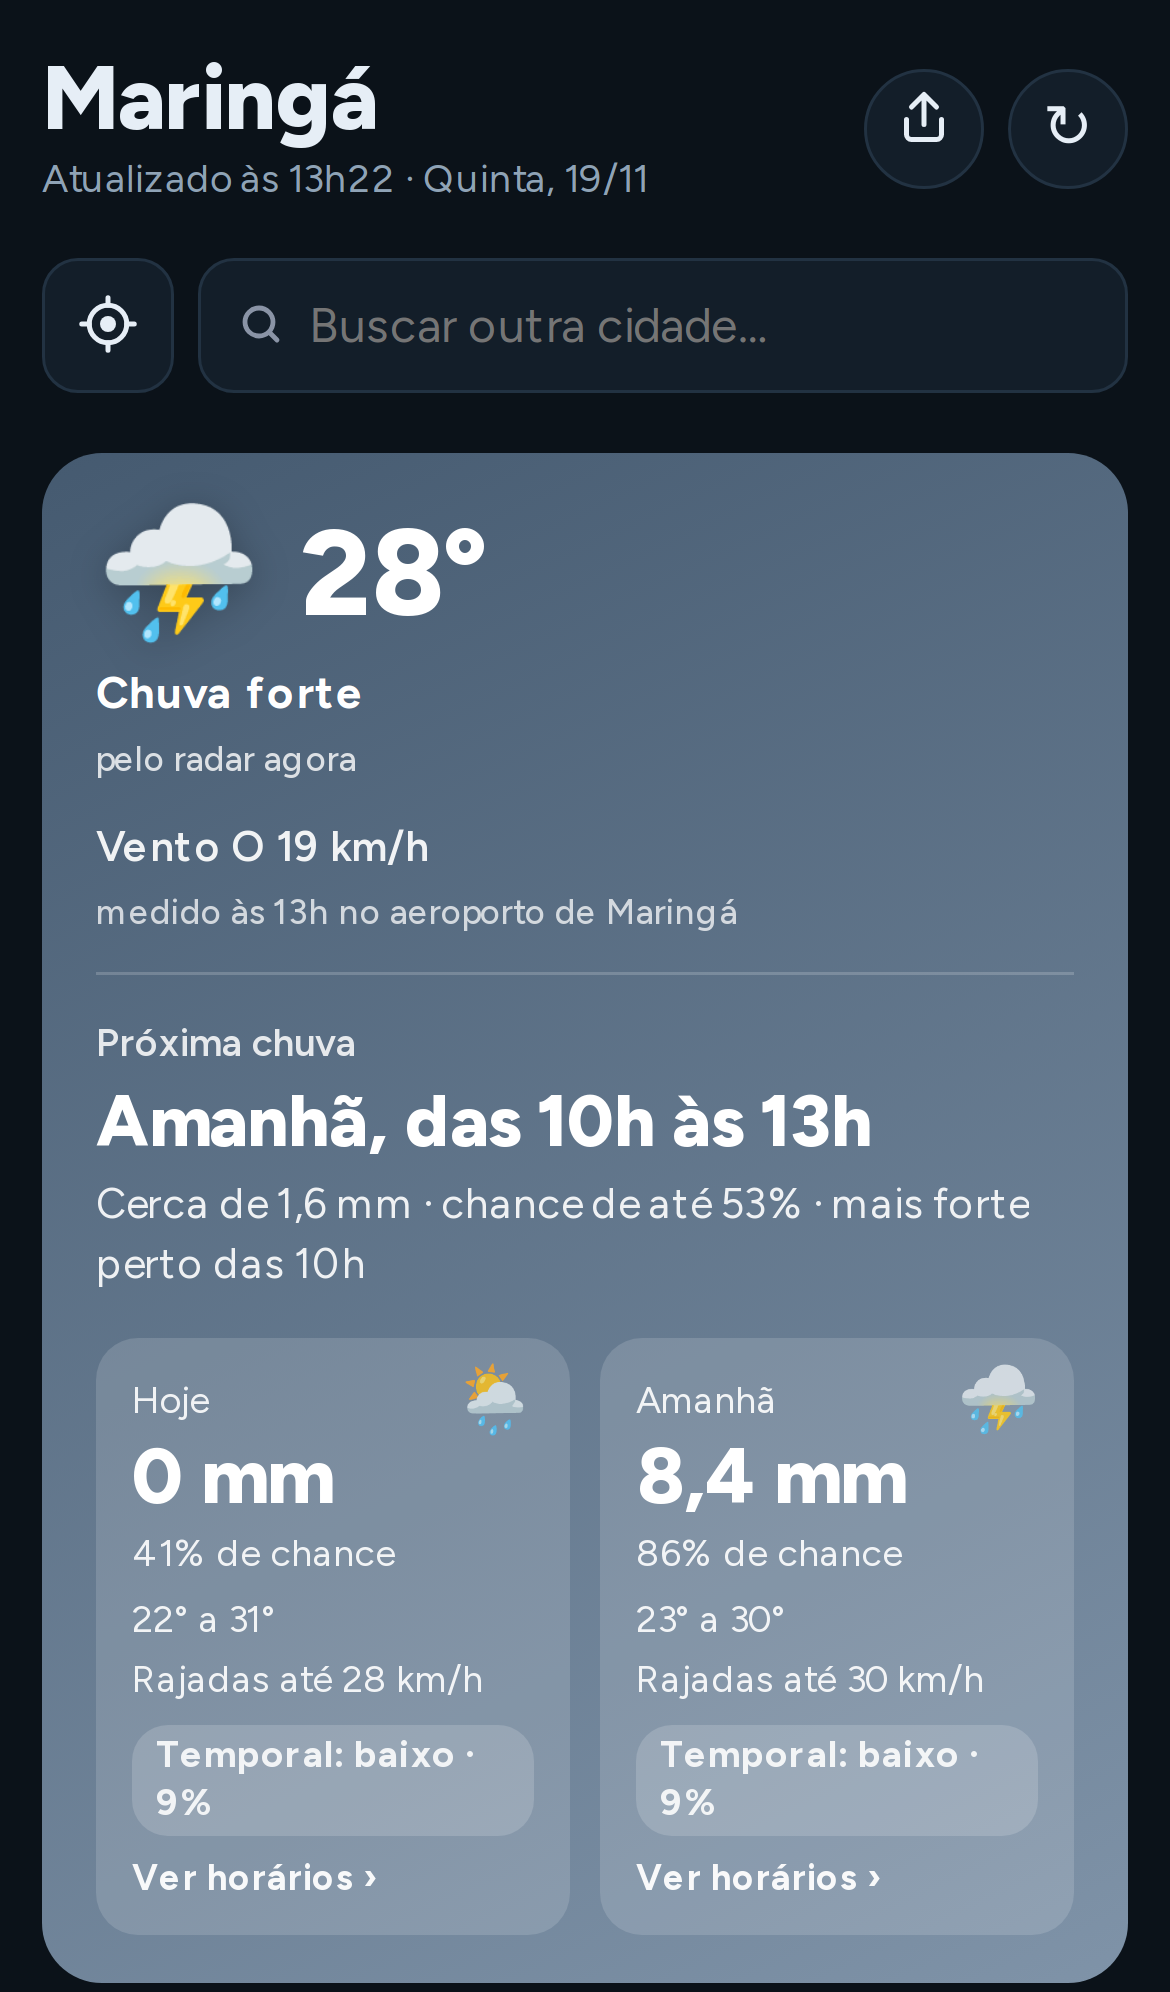 Maringá
Atualizado às 13h22 · Quinta, 19/11
Buscar outra cidade...
28°
Chuva forte
pelo radar agora
Vento O 19 km/h
medido às 13h no aeroporto de Maringá
Próxima chuva
Amanhã, das 10h às 13h
Cerca de 1,6 mm · chance de até 53% · mais forte
perto das 10h
Hoje
0 mm
41% de chance
22° a 31°
Rajadas até 28 km/h
Temporal: baixo ·
9%
Ver horários ›
Amanhã
8,4 mm
86% de chance
23° a 30°
Rajadas até 30 km/h
Temporal: baixo ·
9%
Ver horários ›